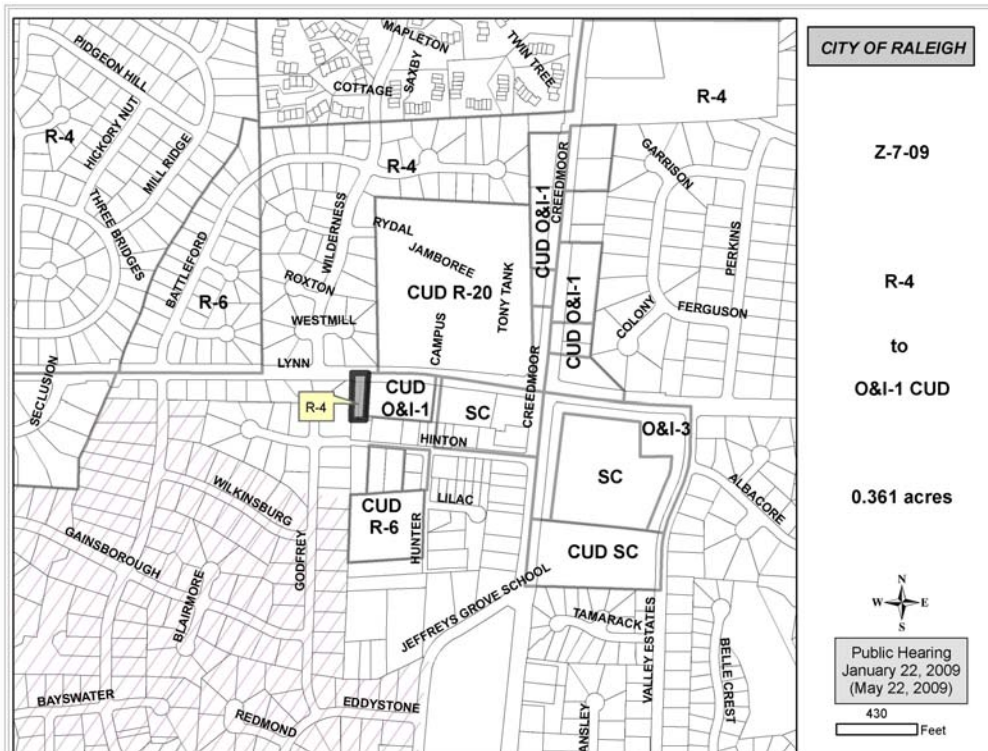 MAPLETON
TWIN TREE
SAXBY
COTTAGE
PIDGEON HILL
R-4
HICKORY NUT
MILL RIDGE
THREE BRIDGES
R-4
R-4
GARRISON
CREEDMOOR
CUD O&I-1
WILDERNESS
RYDAL
JAMBOREE
CUD R-20
TONY TANK
CAMPUS
BATTLEFORD
R-6
ROXTON
WESTMILL
LYNN
PERKINS
CUD O&I-1
COLONY
FERGUSON
SECLUSION
R-4
CUD
O&I-1
SC
CREEDMOOR
HINTON
O&I-3
SC
ALBACORE
WILKINSBURG
CUD
R-6
LILAC
HUNTER
CUD SC
GAINSBOROUGH
GODFREY
BLAIRMORE
JEFFREYS GROVE SCHOOL
TAMARACK
VALLEY ESTATES
BELLE CREST
BAYSWATER
REDMOND
EDDYSTONE
ANSLEY
CITY OF RALEIGH
Z-7-09
R-4
to
O&I-1 CUD
0.361 acres
N
W E
S
Public Hearing
January 22, 2009
(May 22, 2009)
430
Feet